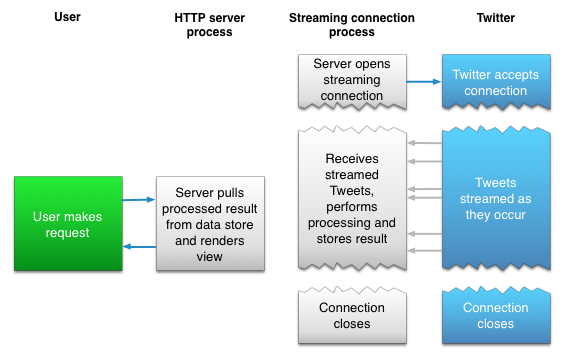 User
HTTP server
process
Streaming connection
process
Twitter
Server opens
streaming
connection
Twitter accepts
connection
User makes
request
Server pulls
processed result
from data store
and renders
view
Receives
streamed
Tweets,
performs
processing and
stores result
Tweets
streamed as
they occur
Connection
closes
Connection
closes